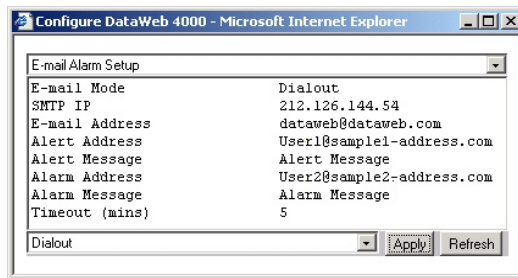 Configure DataWeb 4000 - Microsoft Internet Explorer
E-mail Alarm Setup
E-mail Mode Dialout
SMTP IP 212.126.144.54
E-mail Address dataweb@dataweb.com
Alert Address User1@sample1-address.com
Alert Message Alert Message
Alarm Address User2@sample2-address.com
Alarm Message Alarm Message
Timeout (mins) 5
Dialout Apply Refresh